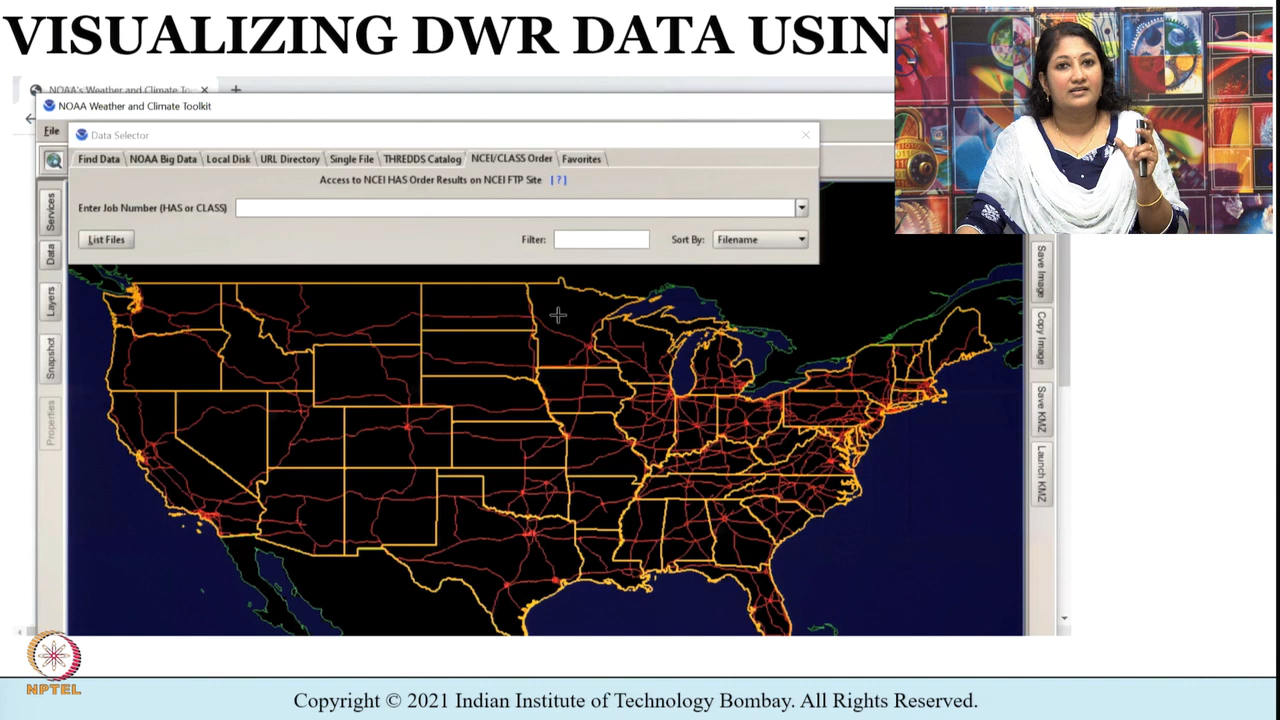 VISUALIZING DWR DATA USIN
NOAA's Weather and Climate To
NOAA Weather and Climate Toolkit
File
Data Selector
Find Data NOAA Big Data Local Disk URL Directory Single File THREDDS Catalog NCEI/CLASS Order Favorites
Access to NCEI HAS Order Results on NCEI FTP Site [ ? ]
Enter Job Number (HAS or CLASS)
List Files Filter: Sort By: Filename
Services
Data
Layers
Snapshot
Properties
Save Image
Copy Image
Save KMZ
Launch KMZ
NPTEL
Copyright © 2021 Indian Institute of Technology Bombay. All Rights Reserved.